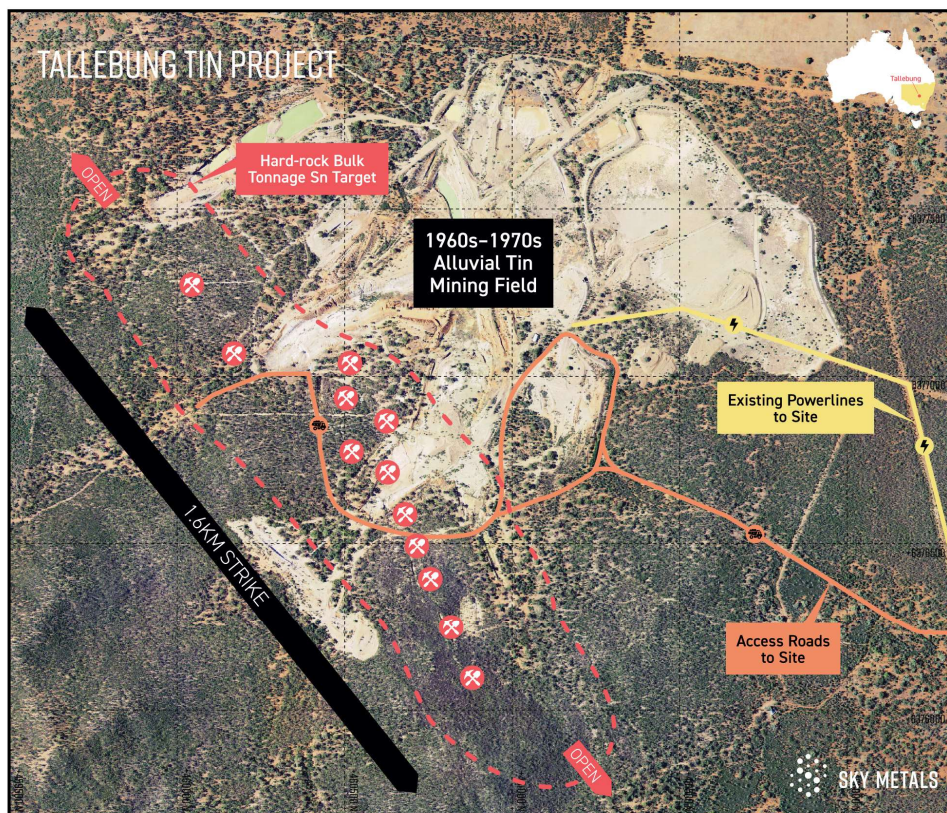 TALLEBUNG TIN PROJECT
Tallebung
Hard-rock Bulk
Tonnage Sn Target
OPEN
1960s–1970s
Alluvial Tin
Mining Field
Existing Powerlines
to Site
1.6KM STRIKE
Access Roads
to Site
OPEN
SKY METALS